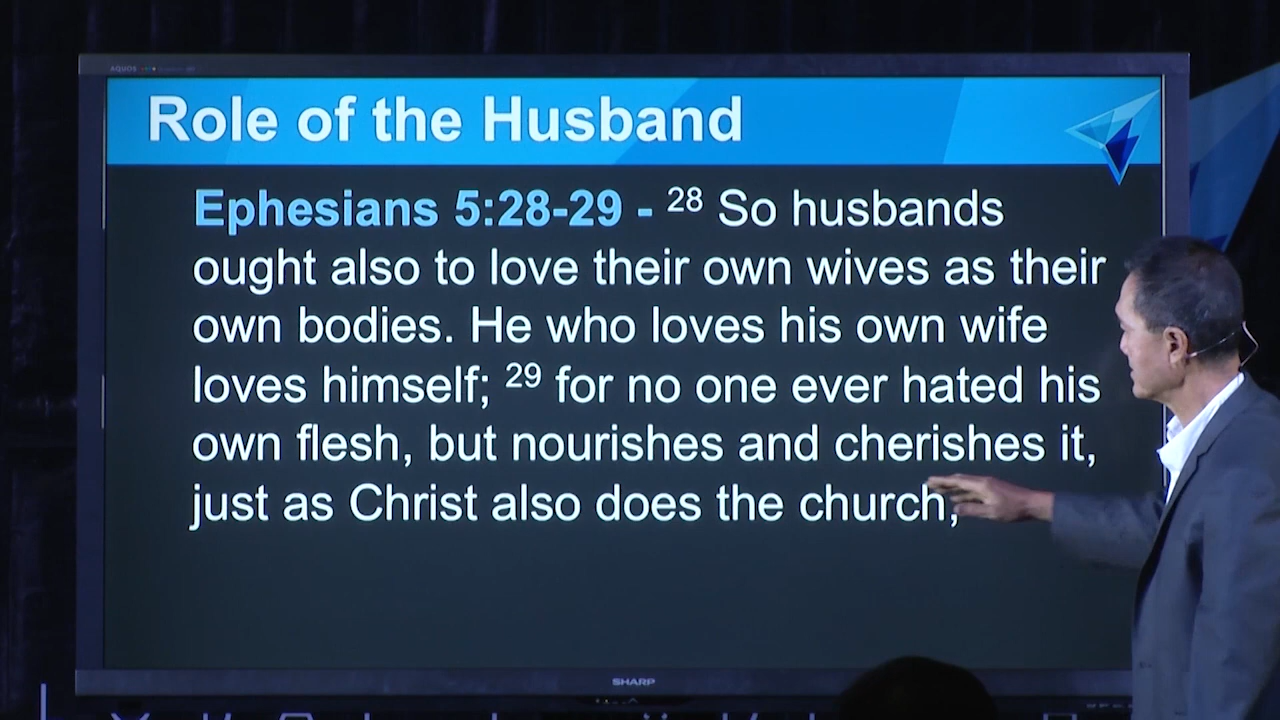 AQUOS
Role of the Husband
Ephesians 5:28-29 - 28 So husbands
ought also to love their own wives as their
own bodies. He who loves his own wife
loves himself; 29 for no one ever hated his
own flesh, but nourishes and cherishes it,
just as Christ also does the church,
SHARP